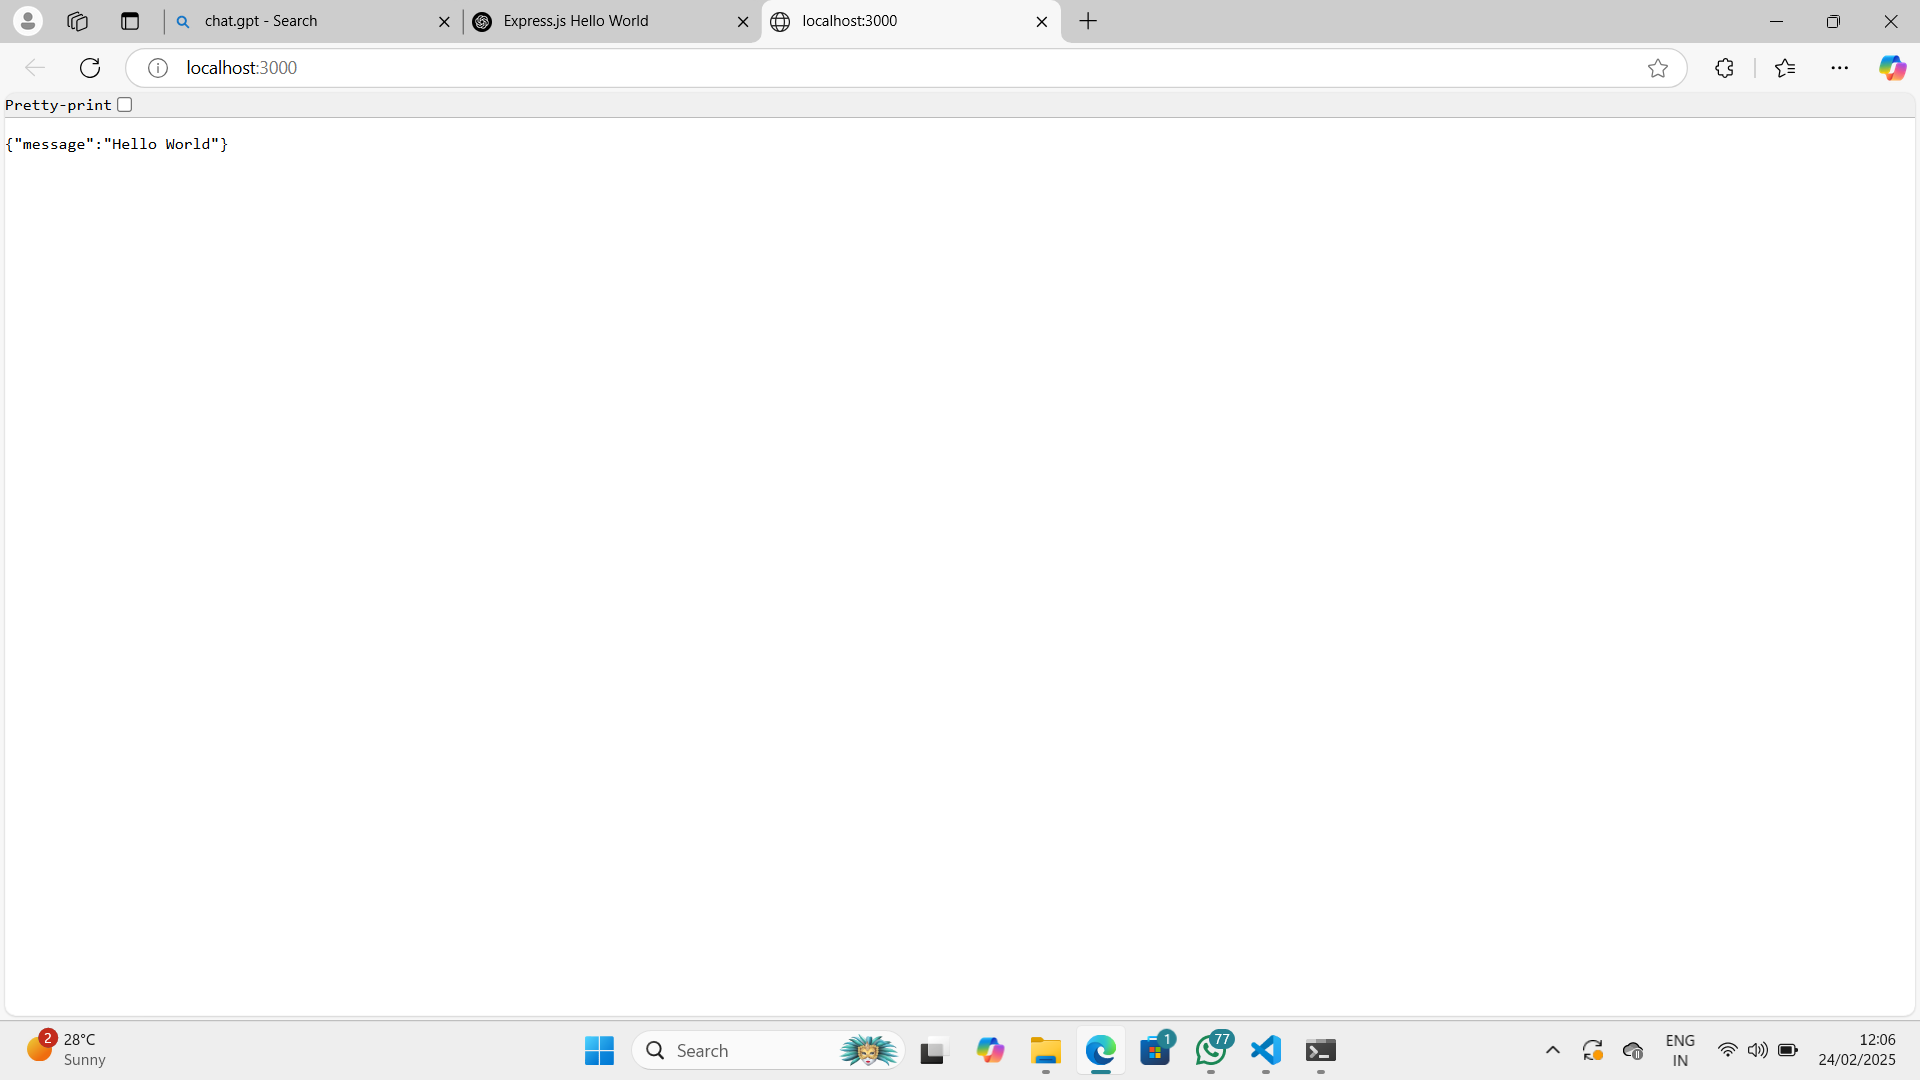 chat.gpt - Search
Express.js Hello World
localhost:3000
localhost:3000
Pretty-print
{"message":"Hello World"}
2
28°C
Sunny
Search
1
77
ENG
IN
12:06
24/02/2025